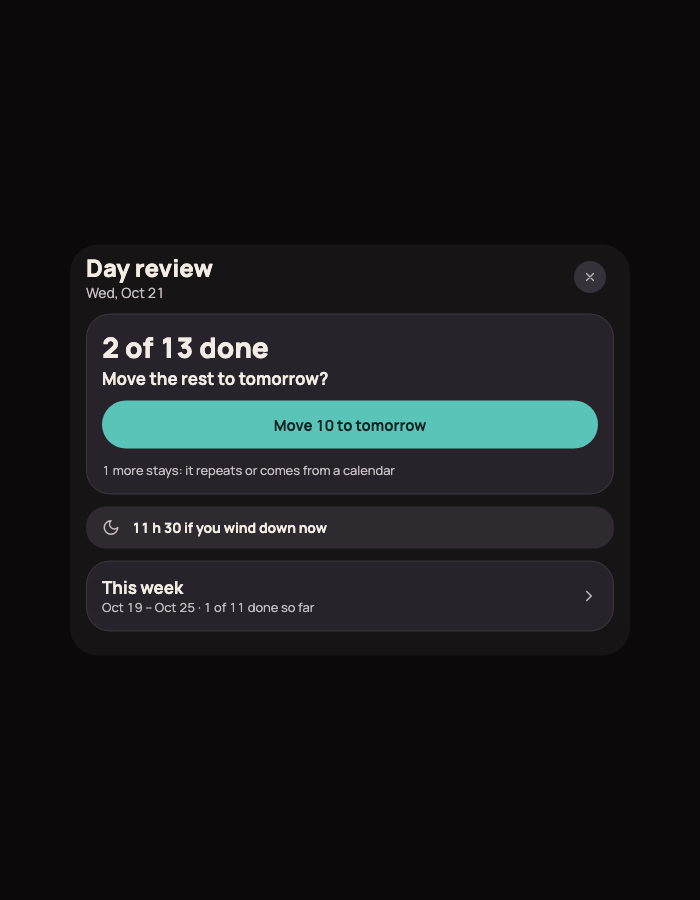 Day review
Wed, Oct 21
2 of 13 done
Move the rest to tomorrow?
Move 10 to tomorrow
1 more stays: it repeats or comes from a calendar
11 h 30 if you wind down now
This week
Oct 19 – Oct 25 · 1 of 11 done so far